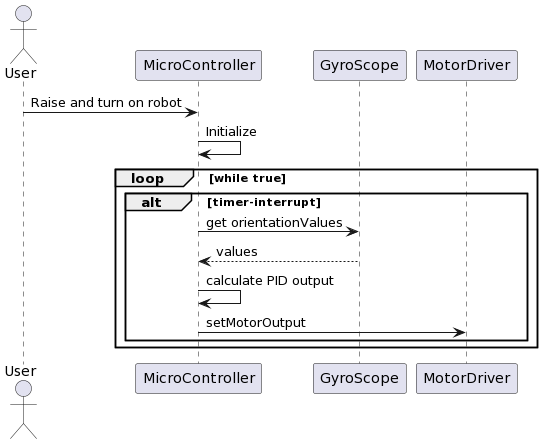 User
MicroController
GyroScope
MotorDriver
Raise and turn on robot
Initialize
loop [while true]
alt [timer-interrupt]
get orientationValues
values
calculate PID output
setMotorOutput
User
MicroController
GyroScope
MotorDriver